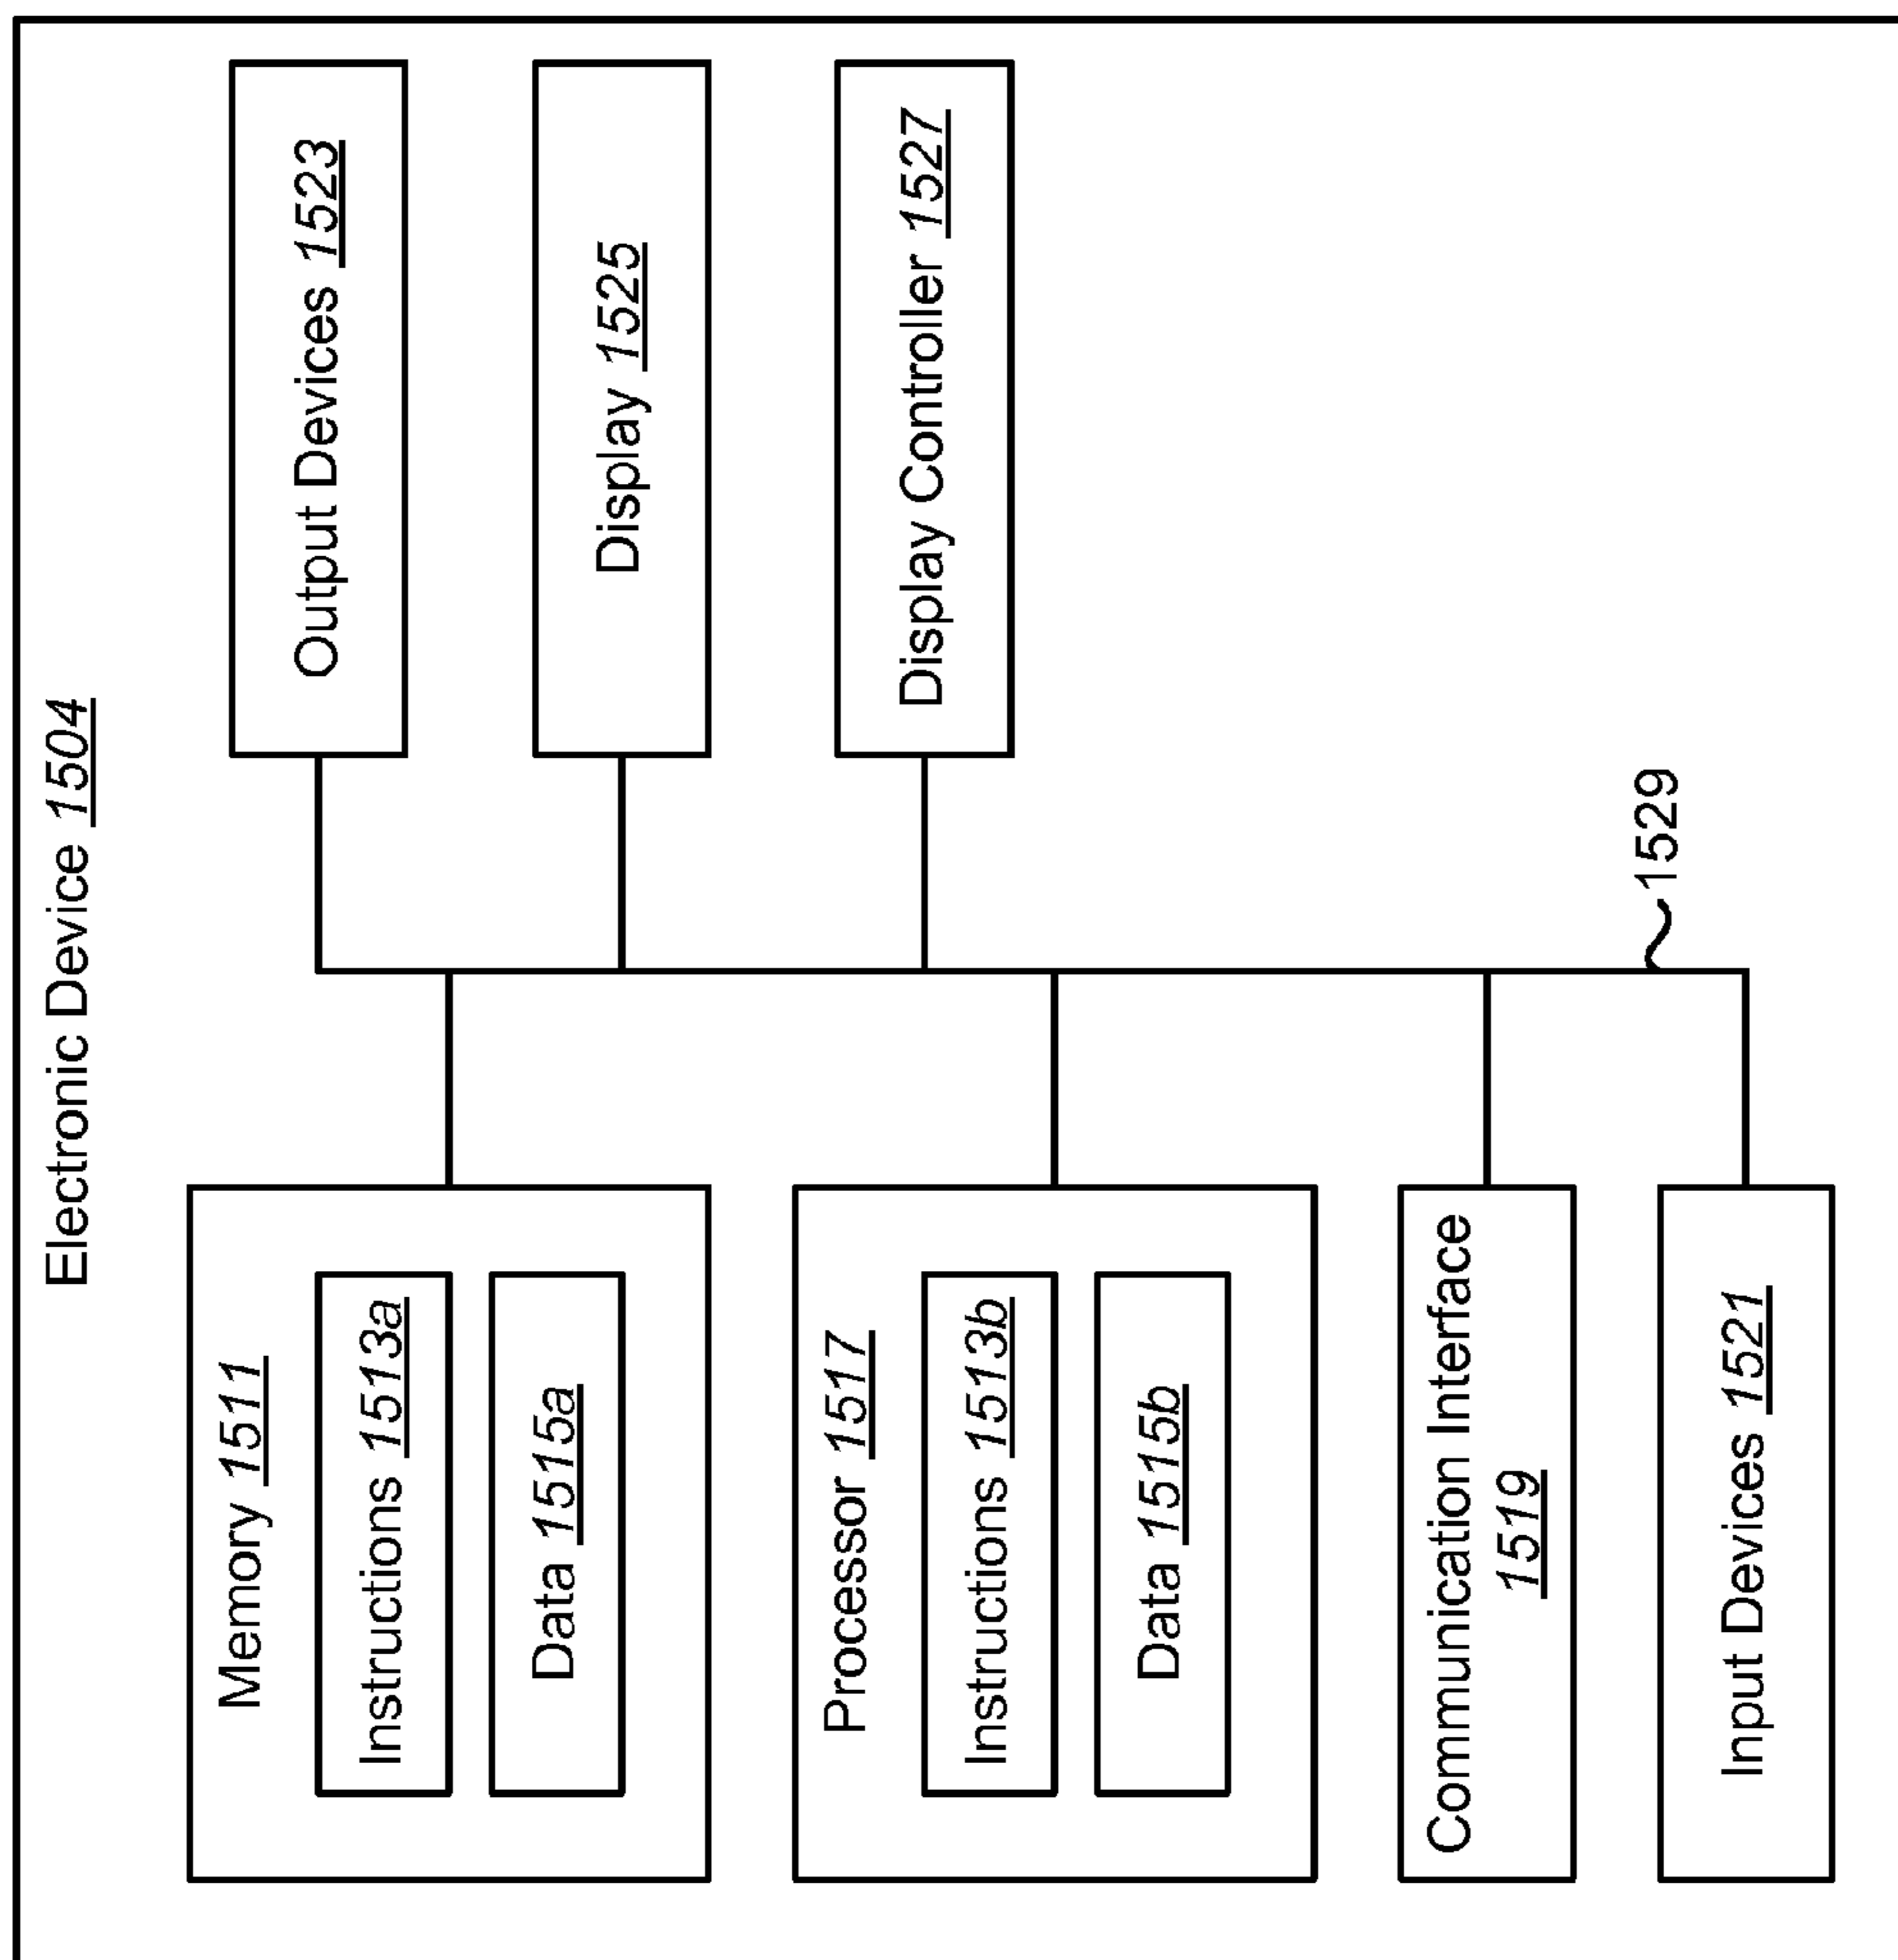 Electronic Device 1504
Memory 1511
Instructions 1513a
Data 1515a
Processor 1517
Instructions 1513b
Data 1515b
Communication Interface
1519
Input Devices 1521
Output Devices 1523
Display 1525
Display Controller 1527
1529